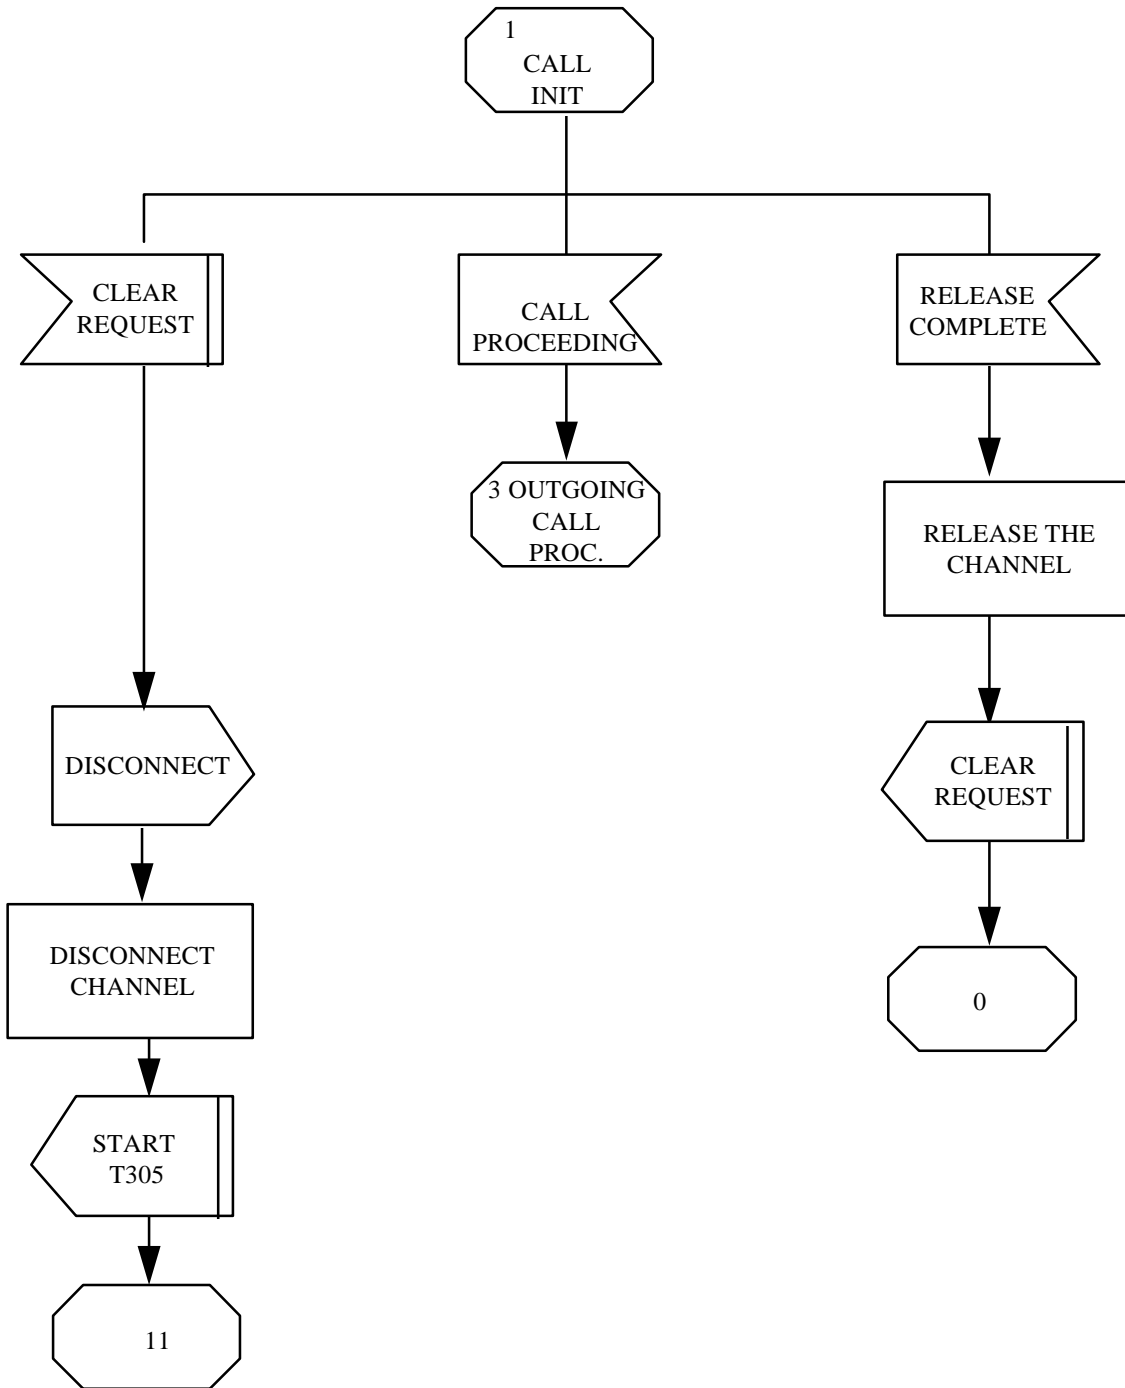 1
CALL
INIT
CLEAR
REQUEST
CALL
PROCEEDING
RELEASE
COMPLETE
3 OUTGOING
CALL
PROC.
RELEASE THE
CHANNEL
DISCONNECT
CLEAR
REQUEST
DISCONNECT
CHANNEL
0
START
T305
11